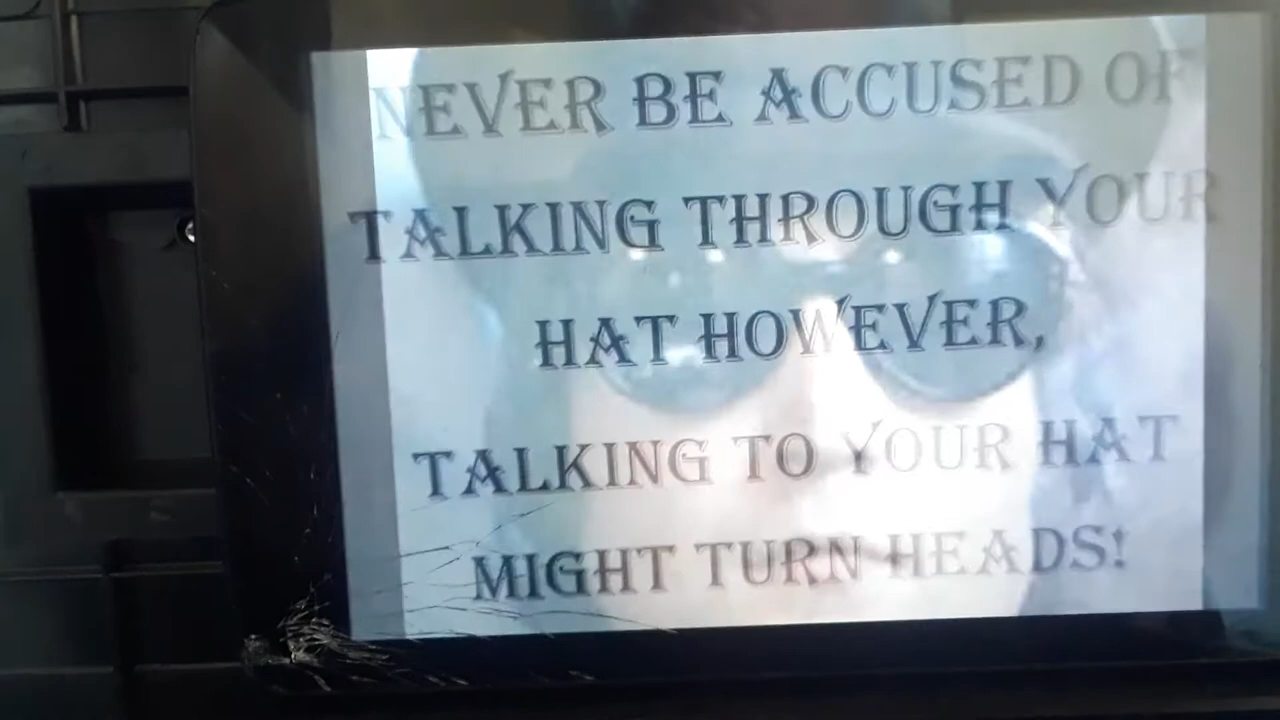 NEVER BE ACCUSED OF
TALKING THROUGH YOUR
HAT HOWEVER,
TALKING TO YOUR HAT
MIGHT TURN HEADS!